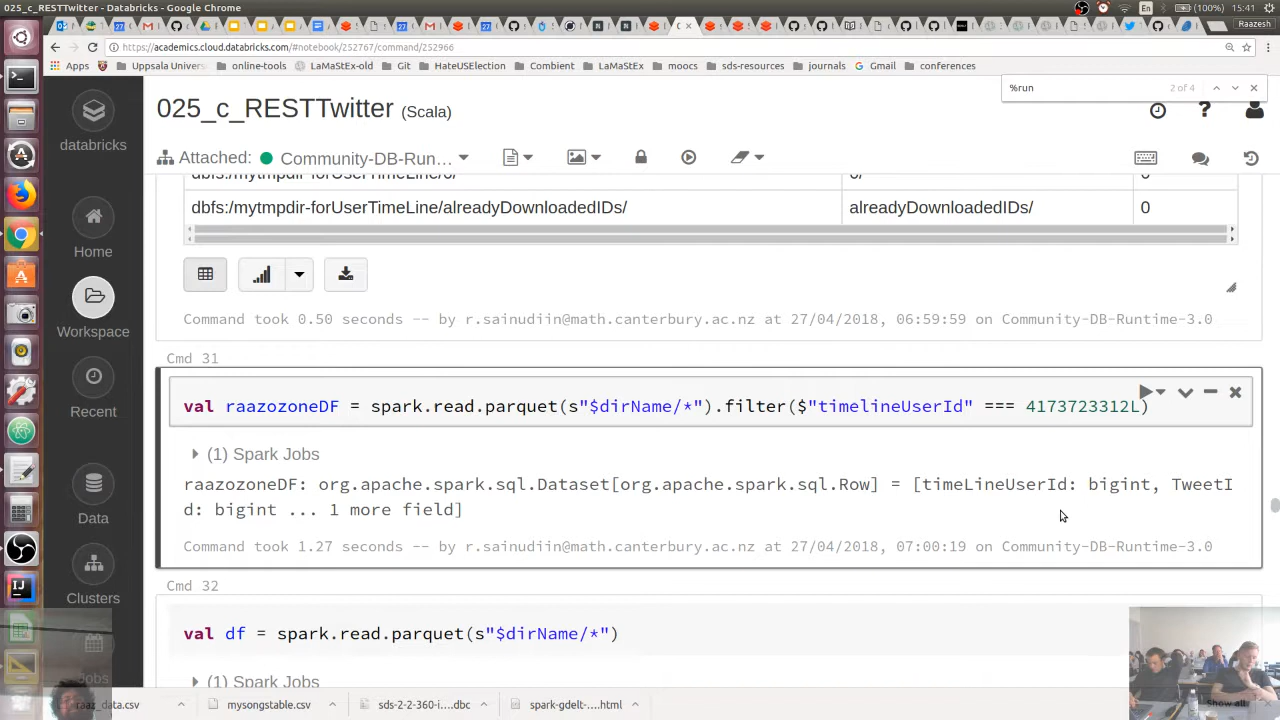 025_c_RESTTwitter - Databricks - Google Chrome
En
(100%)
15:41
Raazesh
https://academics.cloud.databricks.com/#notebook/252767/command/252966
Apps
Uppsala Univer
online-tools
LaMaStEx-old
Git
HateUSElection
Combient
LaMaSTEx
moocs
sds-resources
journals
Gmail
conferences
%run
2 of 4
025_c_RESTTwitter (Scala)
databricks
Home
Workspace
Recent
Data
Clusters
Jobs
Attached: Community-DB-Run…
dbfs:/mytmpdir-forUserTimeLine/alreadyDownloadedIDs/ alreadyDownloadedIDs/ 0
Command took 0.50 seconds -- by r.sainudiin@math.canterbury.ac.nz at 27/04/2018, 06:59:59 on Community-DB-Runtime-3.0
Cmd 31
val raazozoneDF = spark.read.parquet(s"$dirName/*").filter($"timelineUserId" === 4173723312L)
(1) Spark Jobs
raazozoneDF: org.apache.spark.sql.Dataset[org.apache.spark.sql.Row] = [timeLineUserId: bigint, TweetI
d: bigint ... 1 more field]
Command took 1.27 seconds -- by r.sainudiin@math.canterbury.ac.nz at 27/04/2018, 07:00:19 on Community-DB-Runtime-3.0
Cmd 32
val df = spark.read.parquet(s"$dirName/*")
(1) Spark Jobs
raaz_data.csv
mysongstable.csv
sds-2-2-360-i....dbc
spark-gdelt-....html
Show all